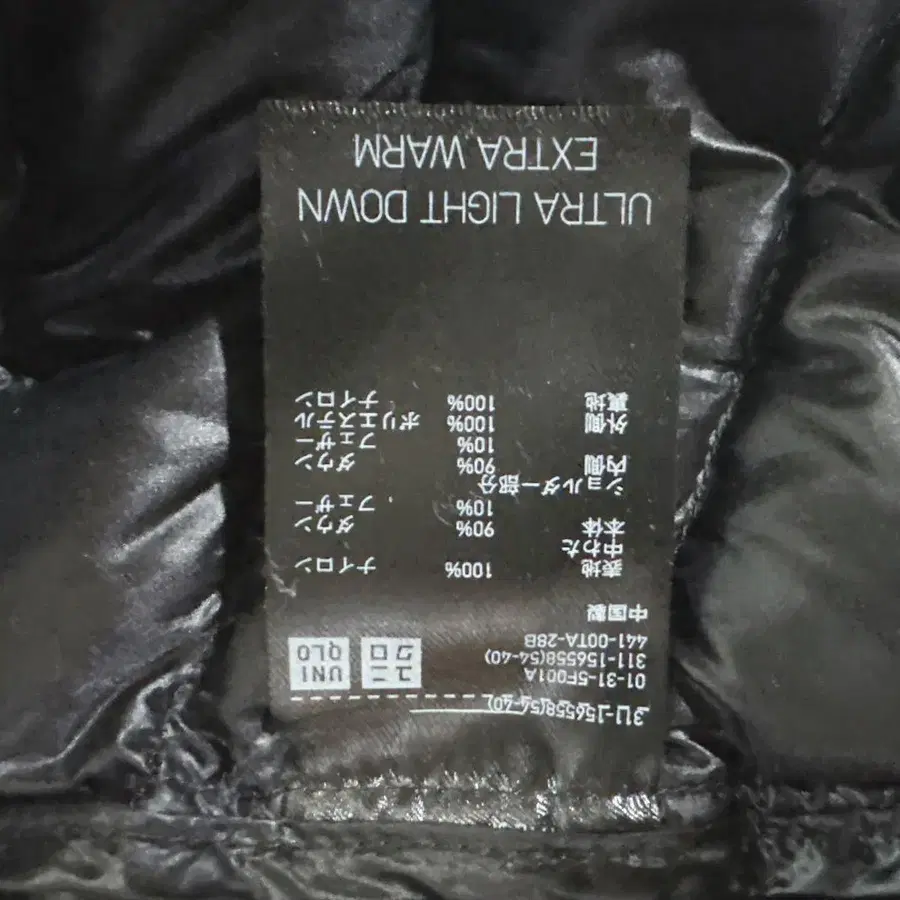 311-156558(54-40)
01-31-5F001A
311-156558(54-40)
441-00TA-28B
ユニ
クロ
UNI
QLO
中国製
表地 100% ナイロン
中わた
本体 90% ダウン
10% フェザー
ショルダー部分
内側 90% ダウン
10% フェザー
外側 100% ポリエステル
裏地 100% ナイロン
ULTRA LIGHT DOWN
EXTRA WARM